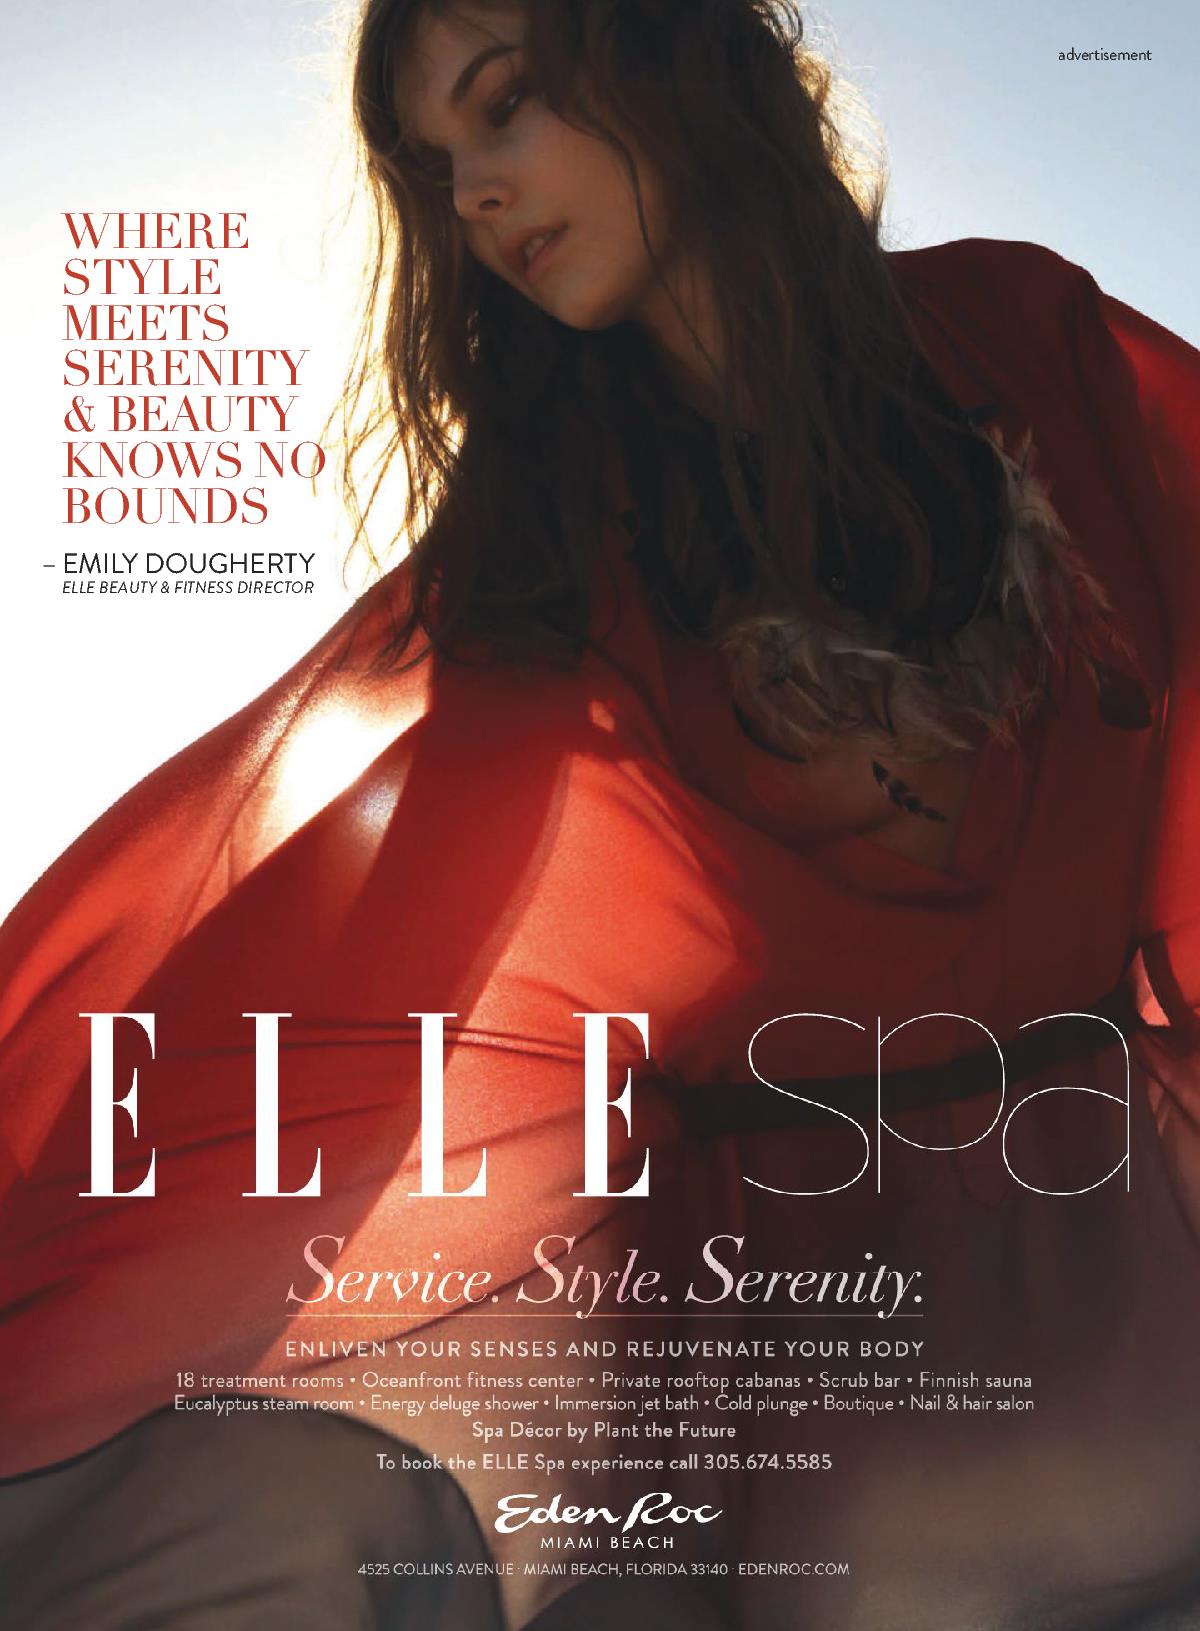 advertisement
WHERE
STYLE
MEETS
SERENITY
& BEAUTY
KNOWS NO
BOUNDS
– EMILY DOUGHERTY
ELLE BEAUTY & FITNESS DIRECTOR
ELLE spa
Service. Style. Serenity.
ENLIVEN YOUR SENSES AND REJUVENATE YOUR BODY
18 treatment rooms • Oceanfront fitness center • Private rooftop cabanas • Scrub bar • Finnish sauna
Eucalyptus steam room • Energy deluge shower • Immersion jet bath • Cold plunge • Boutique • Nail & hair salon
Spa Décor by Plant the Future
To book the ELLE Spa experience call 305.674.5585
Eden Roc
MIAMI BEACH
4525 COLLINS AVENUE · MIAMI BEACH, FLORIDA 33140 · EDENROC.COM